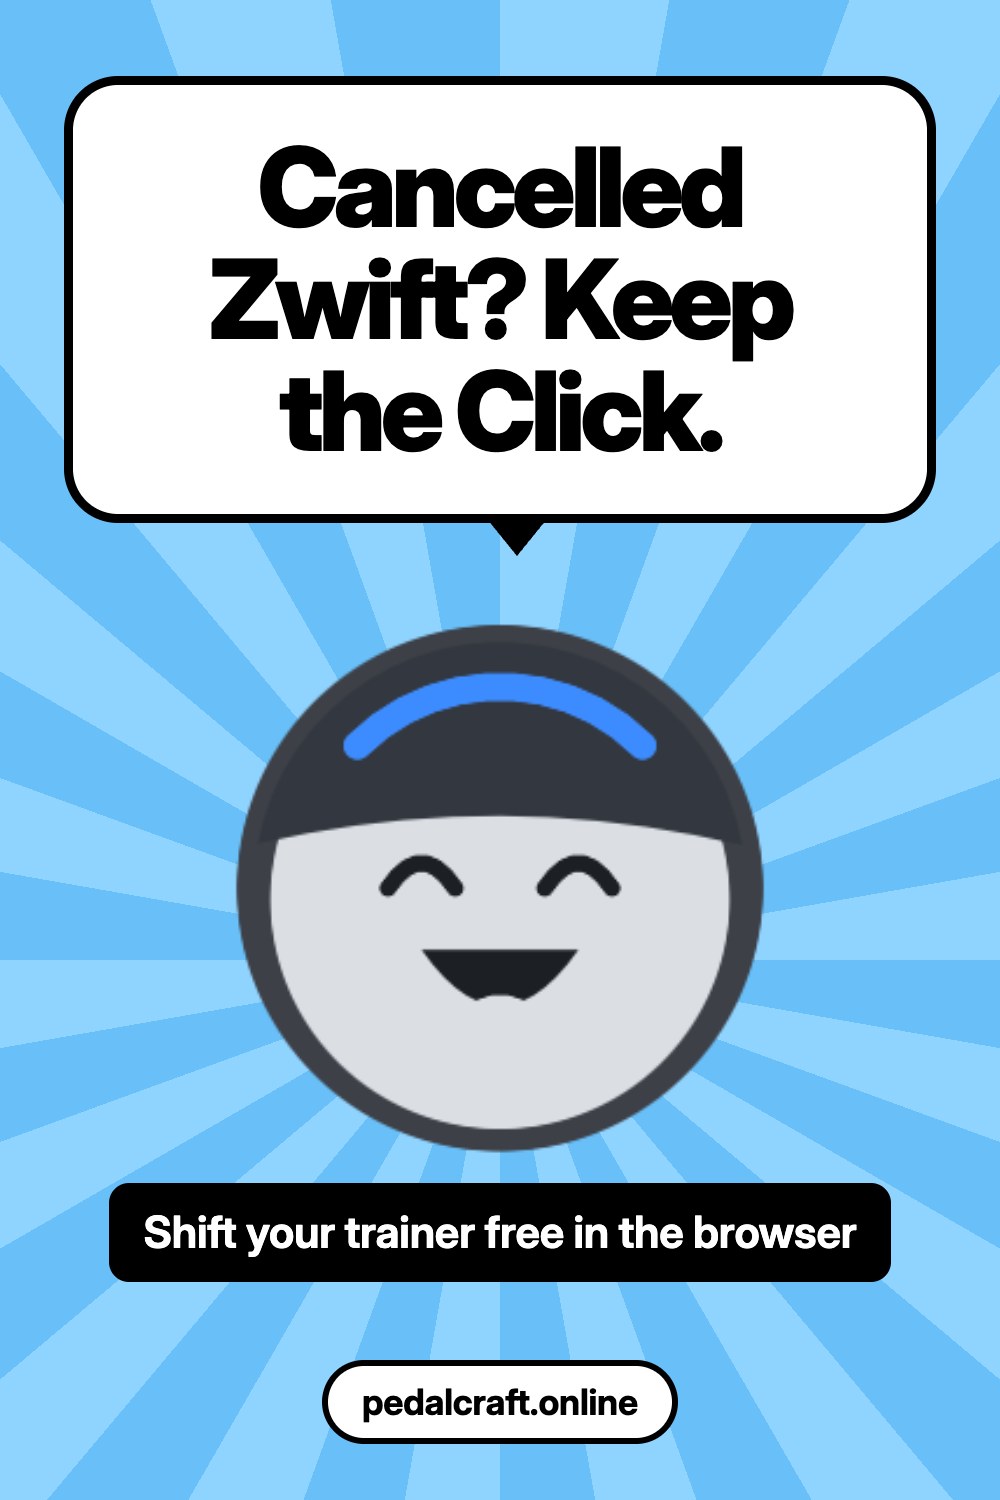 Cancelled
Zwift? Keep
the Click.
Shift your trainer free in the browser
pedalcraft.online